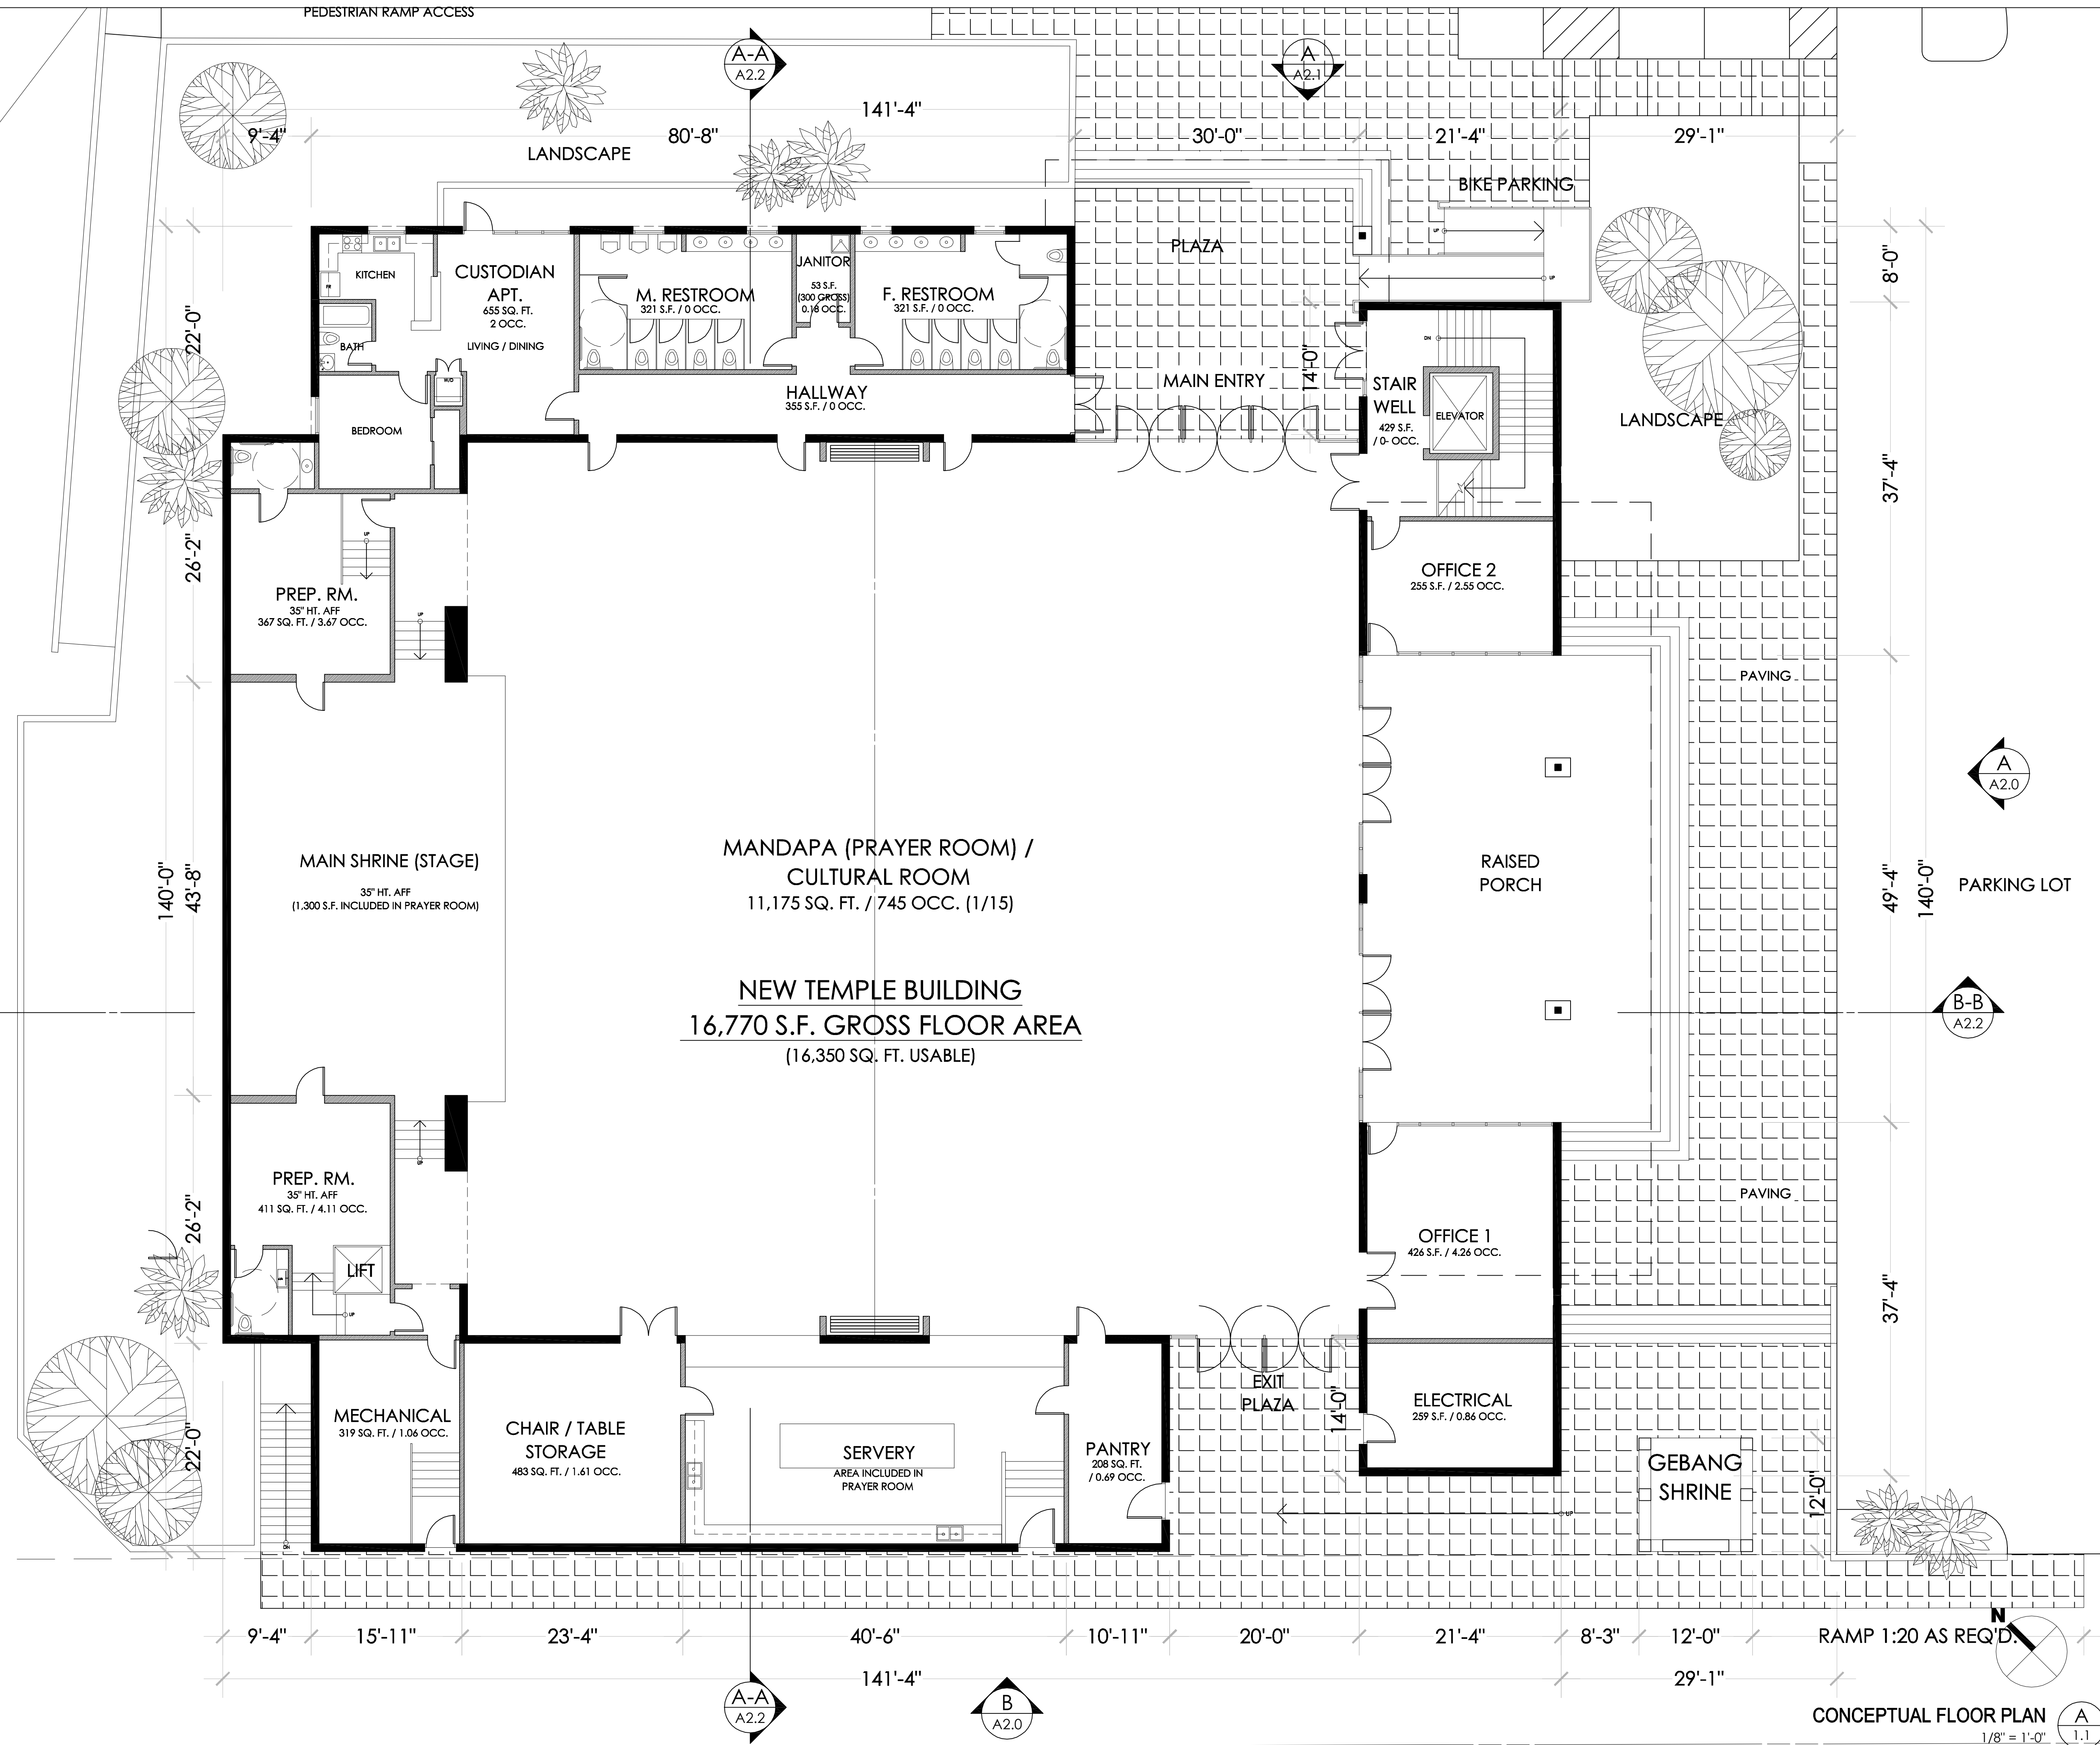 PEDESTRIAN RAMP ACCESS
A-A
A2.2
A
A2.1
141'-4"
9'-4"
80'-8"
30'-0"
21'-4"
29'-1"
LANDSCAPE
BIKE PARKING
PLAZA
UP
UP
8'-0"
22'-0"
KITCHEN
CUSTODIAN
APT.
655 SQ. FT.
2 OCC.
LIVING / DINING
BATH
W/D
BEDROOM
M. RESTROOM
321 S.F. / 0 OCC.
JANITOR
53 S.F.
(300 GROSS)
0.18 OCC.
F. RESTROOM
321 S.F. / 0 OCC.
HALLWAY
355 S.F. / 0 OCC.
MAIN ENTRY
14'-0"
DN
STAIR
WELL
429 S.F.
/ 0- OCC.
ELEVATOR
LANDSCAPE
37'-4"
26'-2"
UP
PREP. RM.
35" HT. AFF
367 SQ. FT. / 3.67 OCC.
UP
OFFICE 2
255 S.F. / 2.55 OCC.
PAVING
A
A2.0
140'-0"
43'-8"
MAIN SHRINE (STAGE)
35" HT. AFF
(1,300 S.F. INCLUDED IN PRAYER ROOM)
MANDAPA (PRAYER ROOM) /
CULTURAL ROOM
11,175 SQ. FT. / 745 OCC. (1/15)
NEW TEMPLE BUILDING
16,770 S.F. GROSS FLOOR AREA
(16,350 SQ. FT. USABLE)
RAISED
PORCH
49'-4"
140'-0"
PARKING LOT
B-B
A2.2
26'-2"
PREP. RM.
35" HT. AFF
411 SQ. FT. / 4.11 OCC.
UP
LIFT
UP
PAVING
OFFICE 1
426 S.F. / 4.26 OCC.
37'-4"
22'-0"
MECHANICAL
319 SQ. FT. / 1.06 OCC.
DN
CHAIR / TABLE
STORAGE
483 SQ. FT. / 1.61 OCC.
SERVERY
AREA INCLUDED IN
PRAYER ROOM
PANTRY
208 SQ. FT.
/ 0.69 OCC.
EXIT
PLAZA
14'-0"
ELECTRICAL
259 S.F. / 0.86 OCC.
UP
GEBANG
SHRINE
12'-0"
9'-4"
15'-11"
23'-4"
40'-6"
10'-11"
20'-0"
21'-4"
8'-3"
12'-0"
RAMP 1:20 AS REQ'D.
N
141'-4"
29'-1"
A-A
A2.2
B
A2.0
CONCEPTUAL FLOOR PLAN
1/8" = 1'-0"
A
1.1